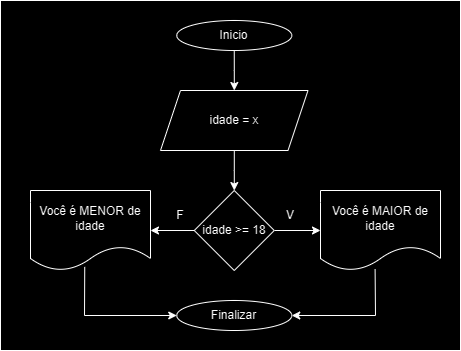 Inicio
idade = x
Você é MENOR de
idade
F
idade >= 18
V
Você é MAIOR de
idade
Finalizar